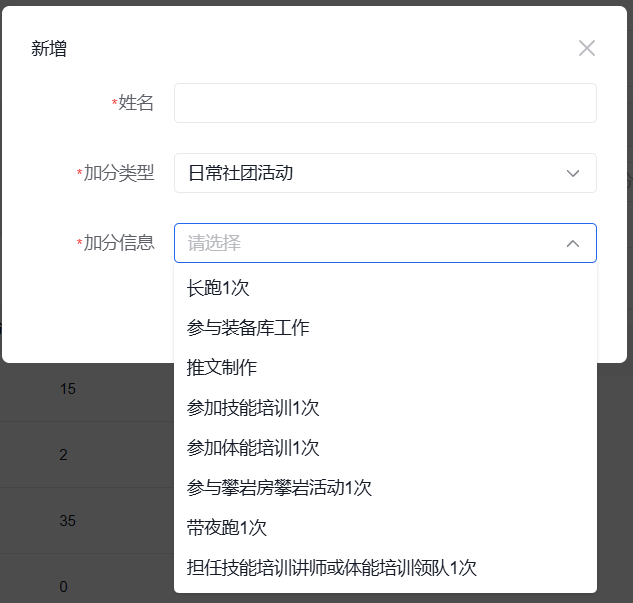 新增
*姓名
*加分类型 日常社团活动
*加分信息 请选择
长跑1次
参与装备库工作
推文制作
15
参加技能培训1次
参加体能培训1次
2
参与攀岩房攀岩活动1次
35
带夜跑1次
担任技能培训讲师或体能培训领队1次
0